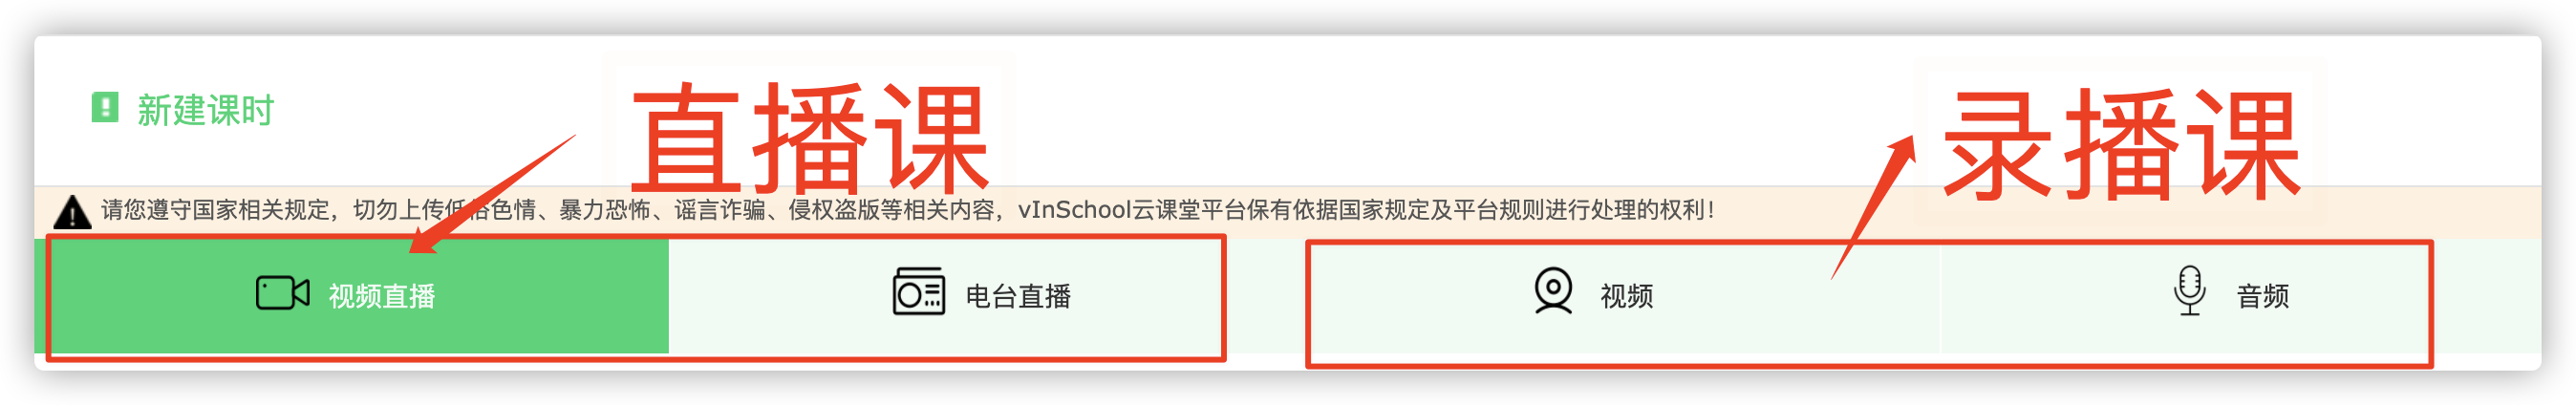 新建课时
直播课
录播课
请您遵守国家相关规定，切勿上传低俗色情、暴力恐怖、谣言诈骗、侵权盗版等相关内容，vInSchool云课堂平台保有依据国家规定及平台规则进行处理的权利！
视频直播
电台直播
视频
音频